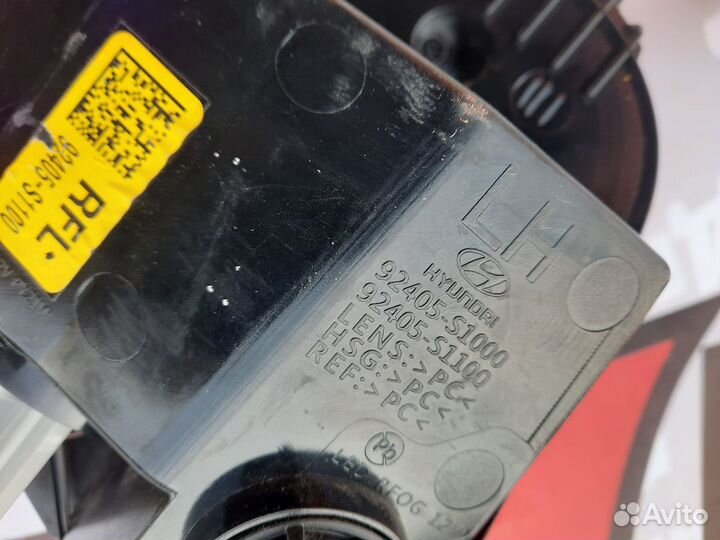 RFL
92405-S1100
LH
HYUNDAI
92405-S1000
92405-S1100
LENS:>PC<
HSG:>PC<
REF:>PC<
Pb
Avito